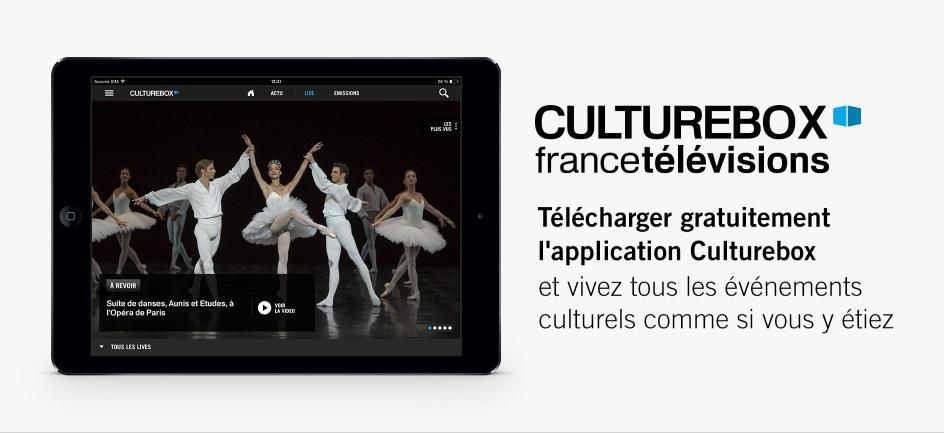 Aucune SIM
13:41
28 %
CULTUREBOX
ACTU
LIVE
EMISSIONS
LES
PLUS VUS
À REVOIR
Suite de danses, Aunis et Etudes, à
l'Opéra de Paris
VOIR
LA VIDEO
TOUS LES LIVES
CULTUREBOX
francetélévisions
Télécharger gratuitement
l'application Culturebox
et vivez tous les événements
culturels comme si vous y étiez